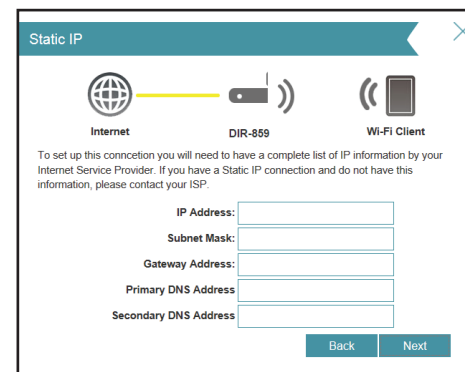 Static IP
Internet
DIR-859
Wi-Fi Client
To set up this conncetion you will need to have a complete list of IP information by your
Internet Service Provider. If you have a Static IP connection and do not have this
information, please contact your ISP.
IP Address:
Subnet Mask:
Gateway Address:
Primary DNS Address
Secondary DNS Address
Back
Next